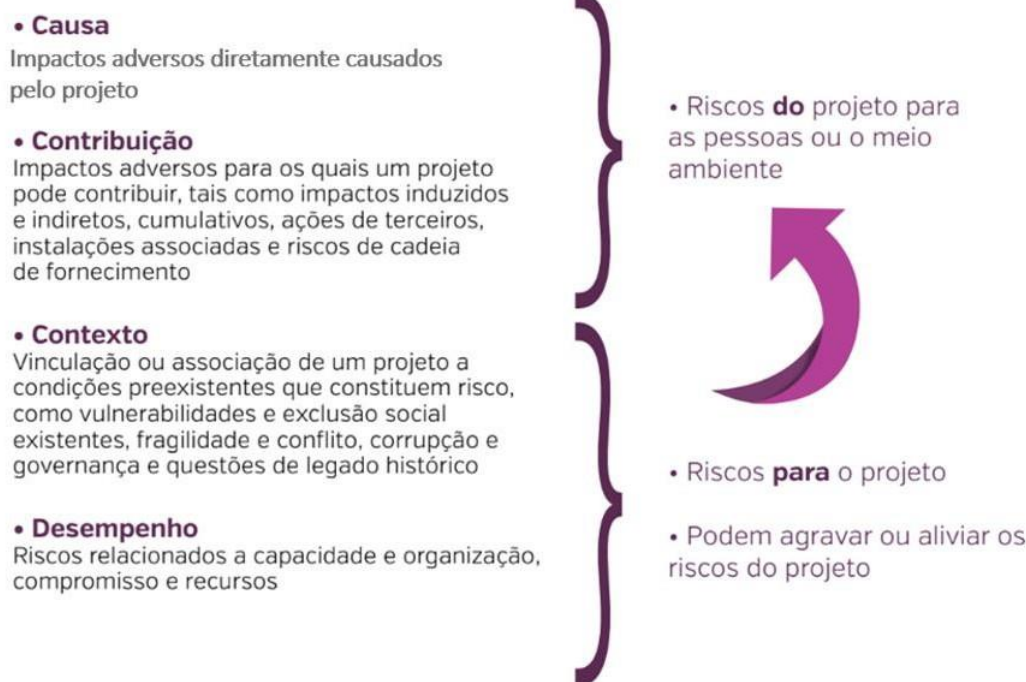 • Causa
Impactos adversos diretamente causados
pelo projeto
• Contribuição
Impactos adversos para os quais um projeto
pode contribuir, tais como impactos induzidos
e indiretos, cumulativos, ações de terceiros,
instalações associadas e riscos de cadeia
de fornecimento
• Contexto
Vinculação ou associação de um projeto a
condições preexistentes que constituem risco,
como vulnerabilidades e exclusão social
existentes, fragilidade e conflito, corrupção e
governança e questões de legado histórico
• Desempenho
Riscos relacionados a capacidade e organização,
compromisso e recursos
• Riscos do projeto para
as pessoas ou o meio
ambiente
• Riscos para o projeto
• Podem agravar ou aliviar os
riscos do projeto